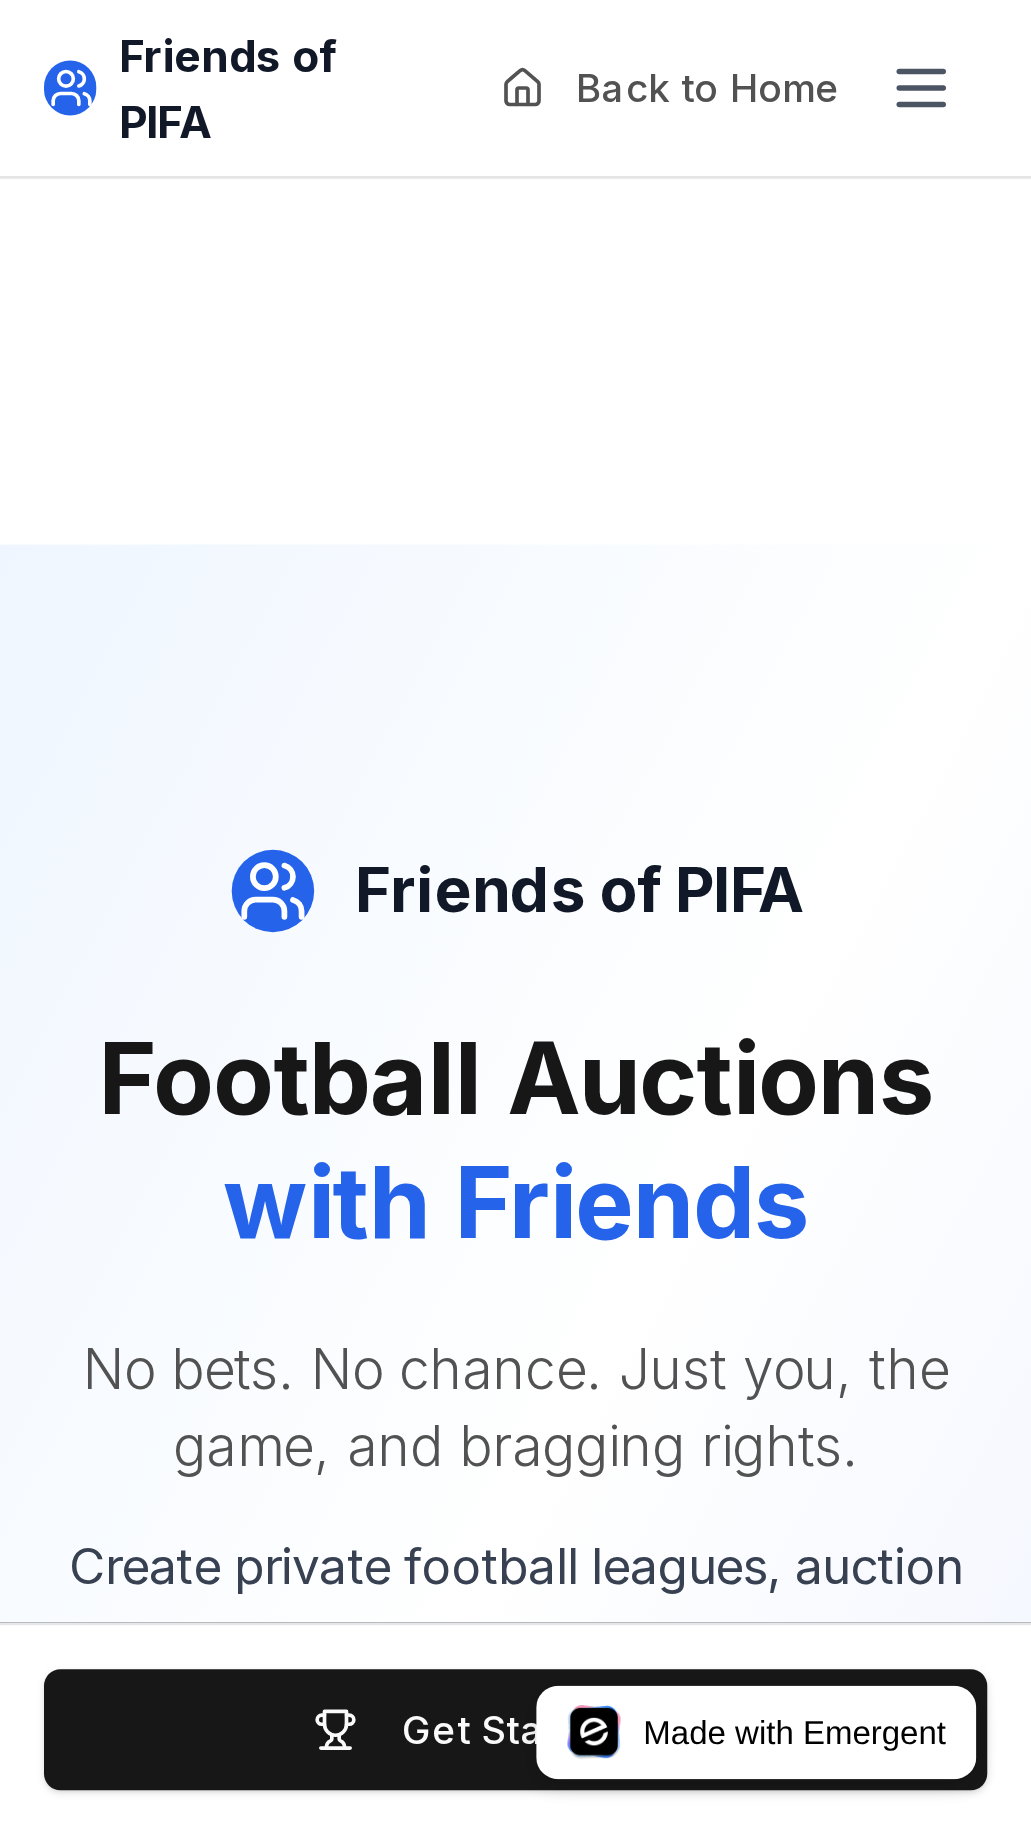 Friends of
PIFA
Back to Home
Friends of PIFA
Football Auctions
with Friends
No bets. No chance. Just you, the
game, and bragging rights.
Create private football leagues, auction
Get Sta
Made with Emergent